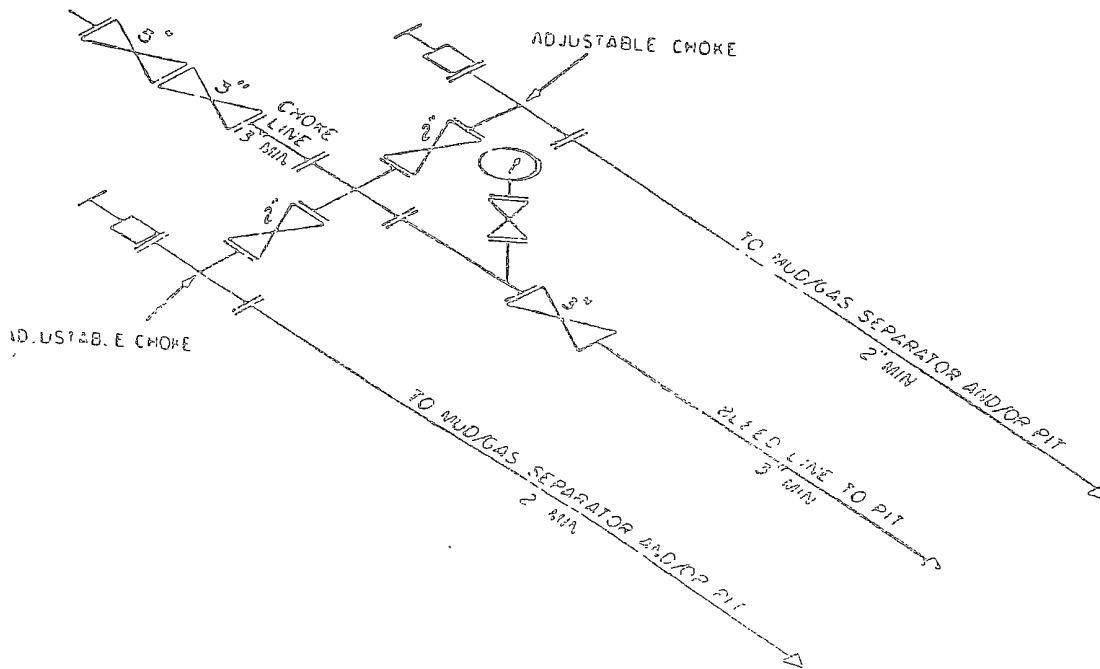 ADJUSTABLE CHOKE
3"
3"
CHOKE
LINE
3 MIN
2"
2"
3"
ADJUSTABLE CHOKE
TO MUD/GAS SEPARATOR AND/OR PIT
2" MIN
BLEED LINE TO PIT
3 MIN
TO MUD/GAS SEPARATOR AND/OR PIT
2 MIN